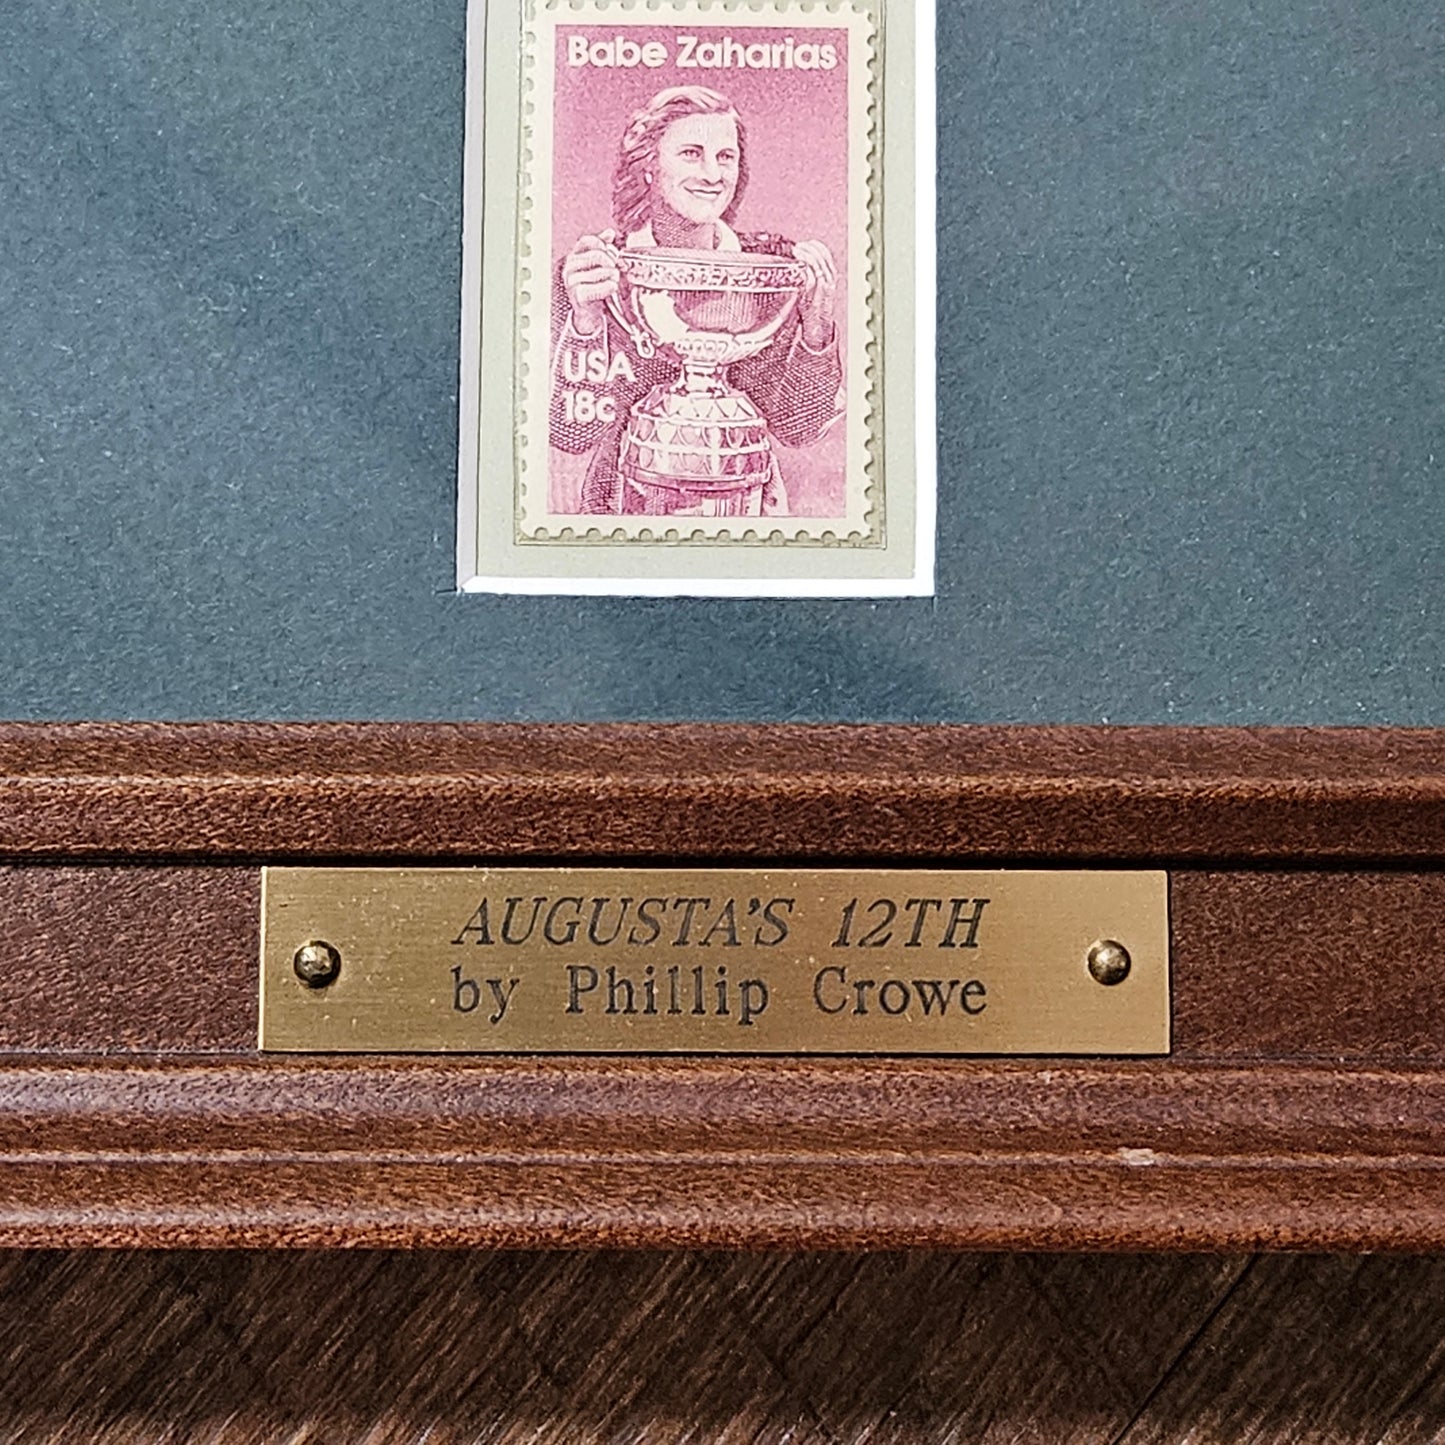 Babe Zaharias
USA
18c
AUGUSTA'S 12TH
by Phillip Crowe